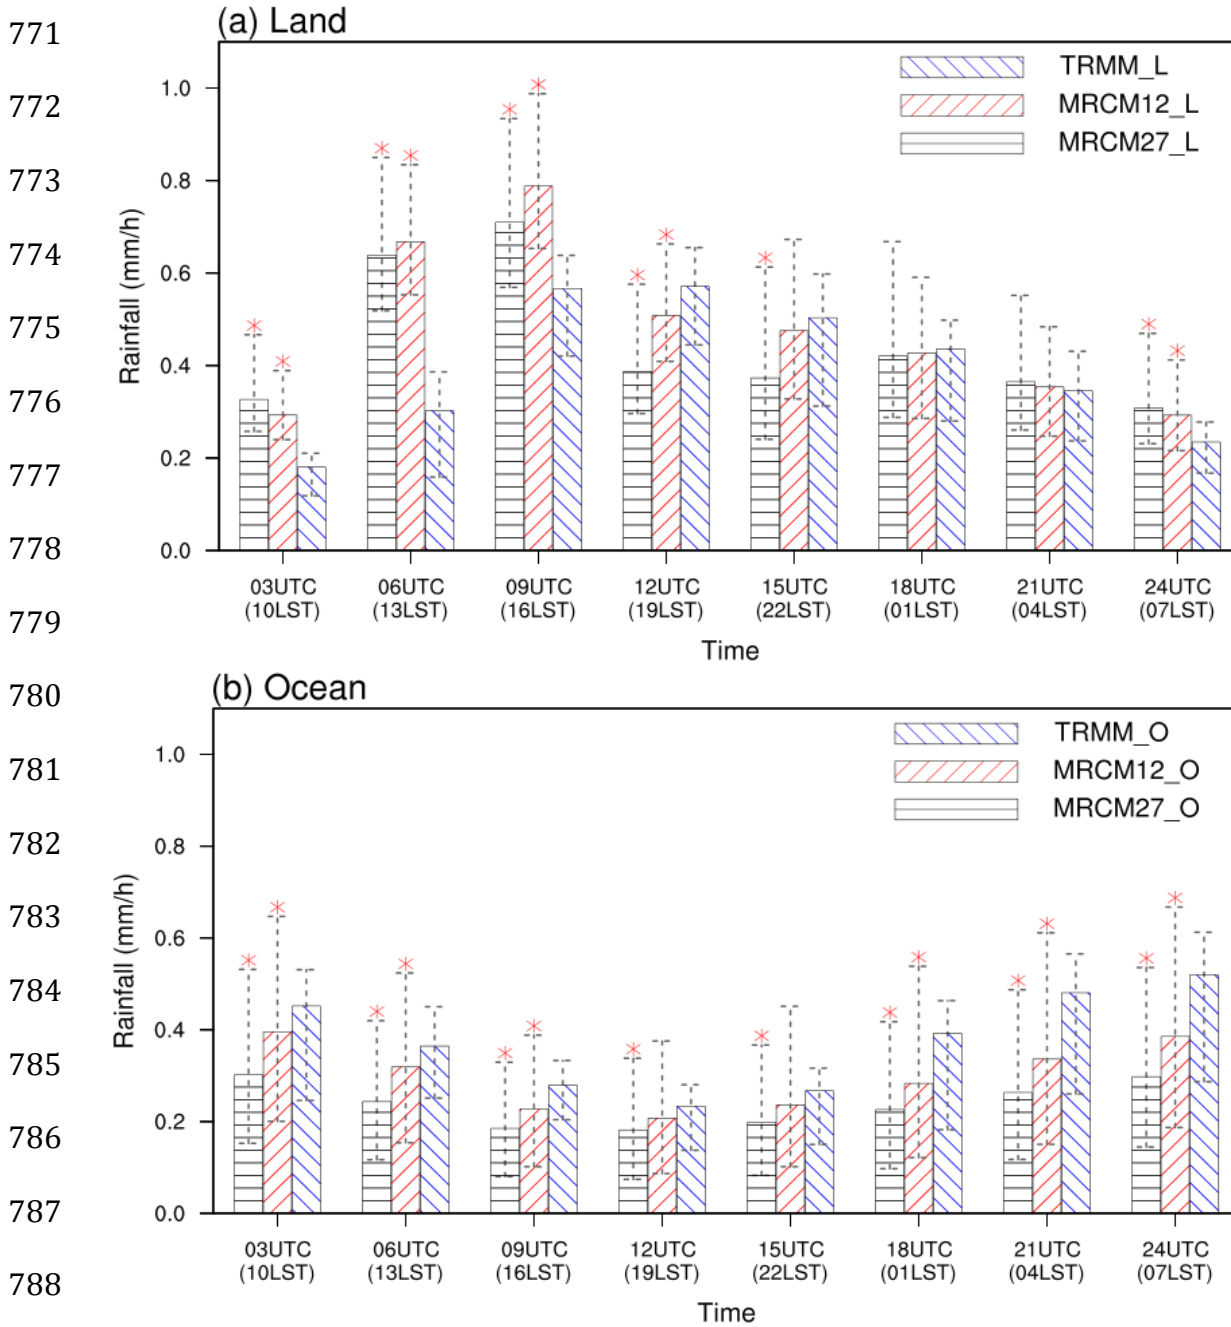 771
(a) Land
TRMM_L
MRCM12_L
MRCM27_L
772
773
774
775
776
777
778
779
1.0
0.8
0.6
0.4
0.2
0.0
Rainfall (mm/h)
03UTC 06UTC 09UTC 12UTC 15UTC 18UTC 21UTC 24UTC
(10LST) (13LST) (16LST) (19LST) (22LST) (01LST) (04LST) (07LST)
Time
780
(b) Ocean
TRMM_O
MRCM12_O
MRCM27_O
781
782
783
784
785
786
787
788
1.0
0.8
0.6
0.4
0.2
0.0
Rainfall (mm/h)
03UTC 06UTC 09UTC 12UTC 15UTC 18UTC 21UTC 24UTC
(10LST) (13LST) (16LST) (19LST) (22LST) (01LST) (04LST) (07LST)
Time